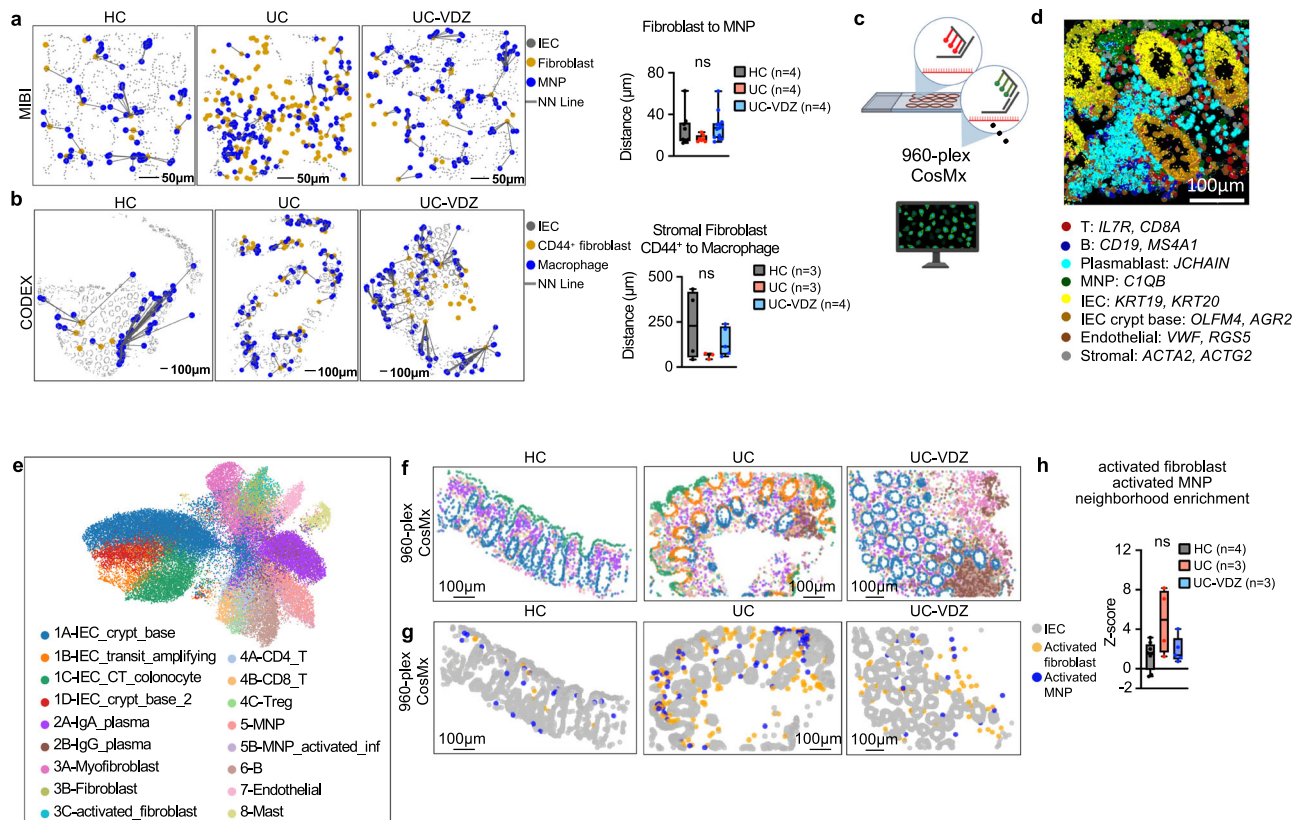 a
HC
UC
UC-VDZ
MIBI
50µm
50µm
50µm
IEC
Fibroblast
MNP
NN Line
Fibroblast to MNP
ns
Distance (µm)
80
40
0
HC (n=4)
UC (n=4)
UC-VDZ (n=4)
b
HC
UC
UC-VDZ
CODEX
100µm
100µm
100µm
IEC
CD44⁺ fibroblast
Macrophage
NN Line
Stromal Fibroblast
CD44⁺ to Macrophage
ns
Distance (µm)
500
250
0
HC (n=3)
UC (n=3)
UC-VDZ (n=4)
c
960-plex
CosMx
d
100µm
T: IL7R, CD8A
B: CD19, MS4A1
Plasmablast: JCHAIN
MNP: C1QB
IEC: KRT19, KRT20
IEC crypt base: OLFM4, AGR2
Endothelial: VWF, RGS5
Stromal: ACTA2, ACTG2
e
1A-IEC_crypt_base
1B-IEC_transit_amplifying
1C-IEC_CT_colonocyte
1D-IEC_crypt_base_2
2A-IgA_plasma
2B-IgG_plasma
3A-Myofibroblast
3B-Fibroblast
3C-activated_fibroblast
4A-CD4_T
4B-CD8_T
4C-Treg
5-MNP
5B-MNP_activated_inf
6-B
7-Endothelial
8-Mast
f
HC
UC
UC-VDZ
960-plex
CosMx
100µm
100µm
100µm
g
HC
UC
UC-VDZ
960-plex
CosMx
100µm
100µm
100µm
IEC
Activated
fibroblast
Activated
MNP
h
activated fibroblast
activated MNP
neighborhood enrichment
ns
Z-score
12
8
4
0
−2
HC (n=4)
UC (n=3)
UC-VDZ (n=3)